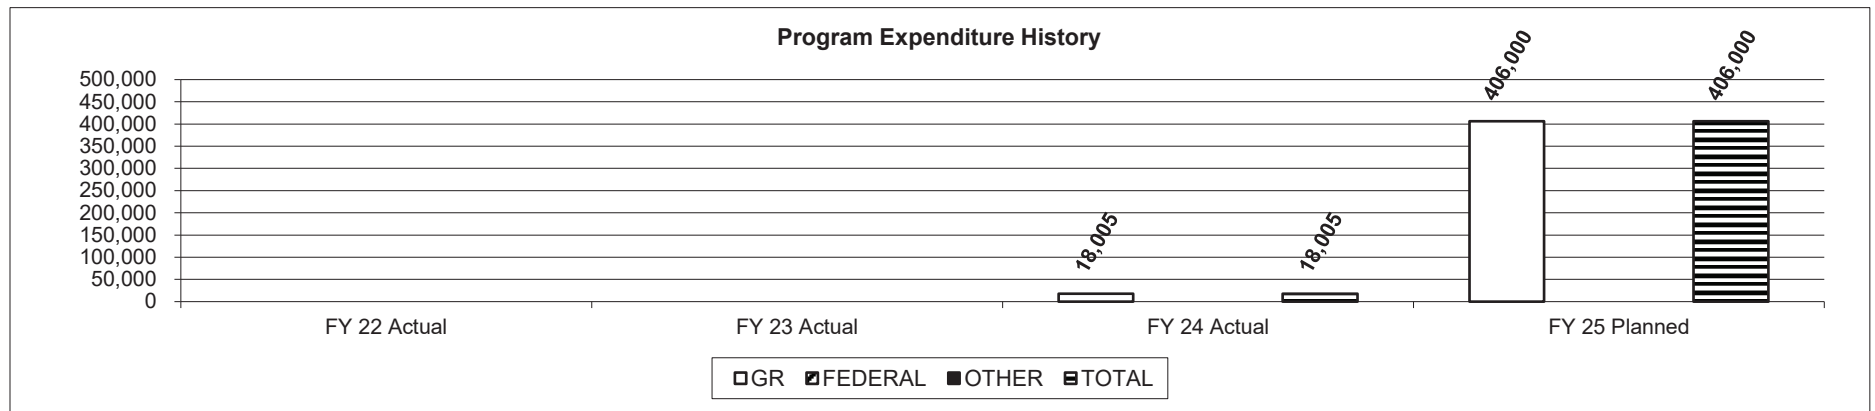 Program Expenditure History
500,000
450,000
400,000
350,000
300,000
250,000
200,000
150,000
100,000
50,000
0
18,005
18,005
406,000
406,000
FY 22 Actual
FY 23 Actual
FY 24 Actual
FY 25 Planned
GR FEDERAL OTHER TOTAL